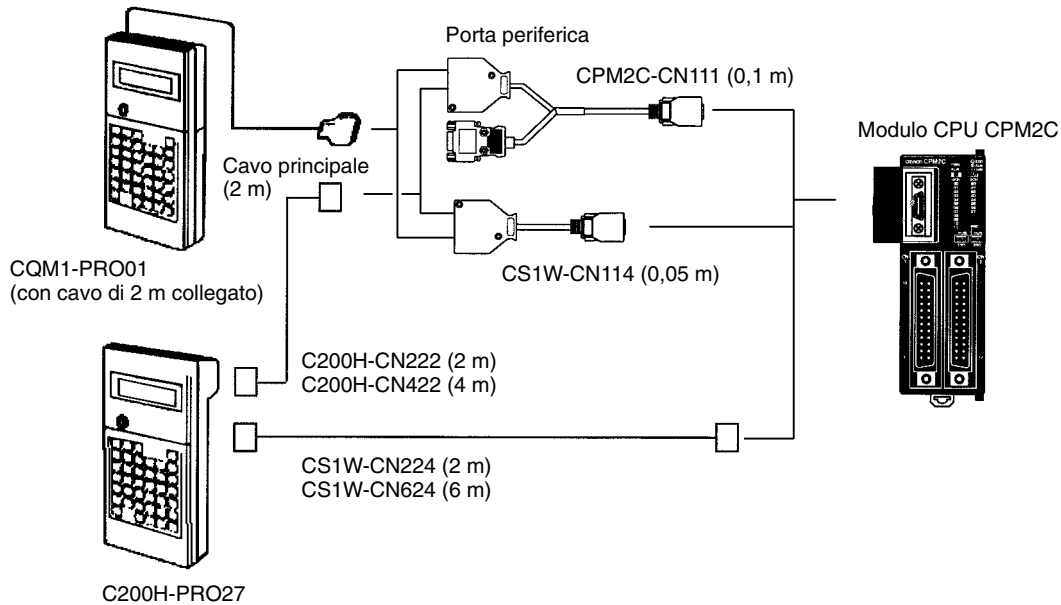 Porta periferica
CPM2C-CN111 (0,1 m)
Modulo CPU CPM2C
Cavo principale
(2 m)
CQM1-PRO01
(con cavo di 2 m collegato)
CS1W-CN114 (0,05 m)
C200H-CN222 (2 m)
C200H-CN422 (4 m)
CS1W-CN224 (2 m)
CS1W-CN624 (6 m)
C200H-PRO27